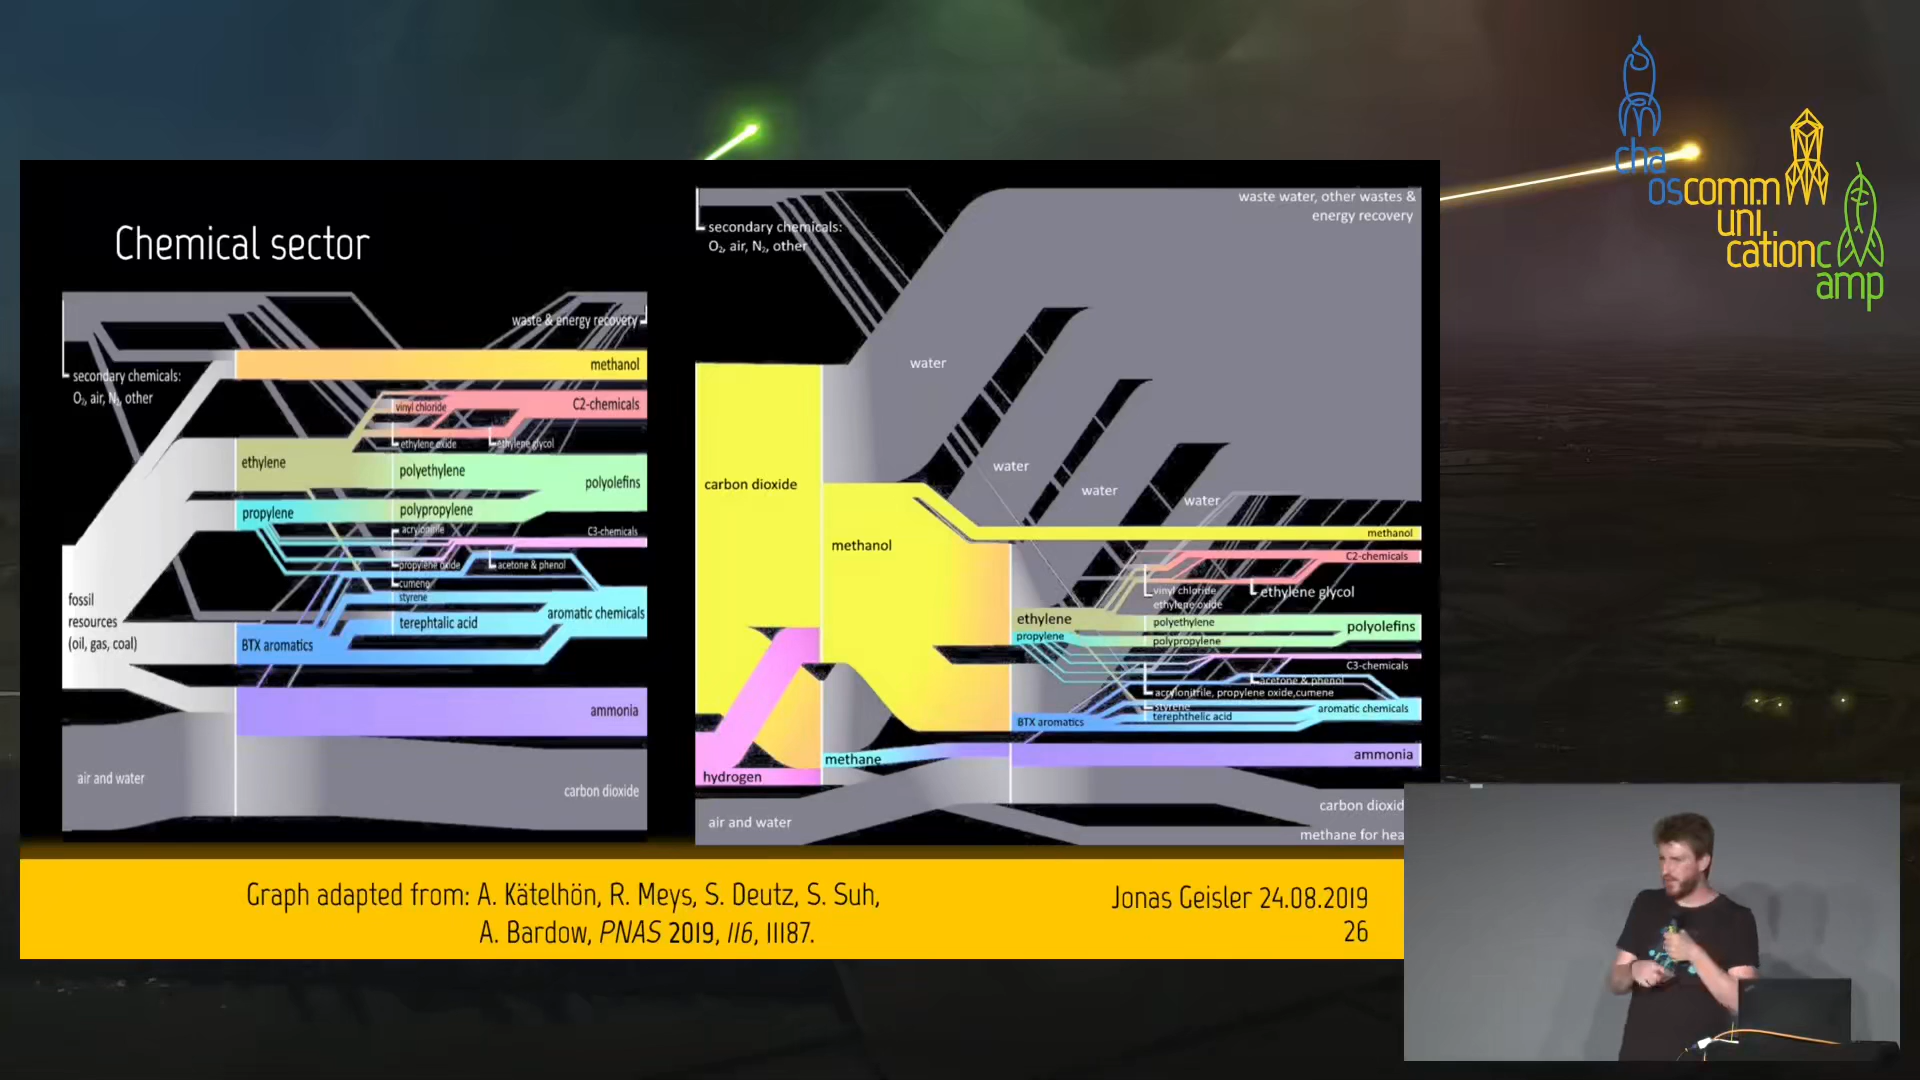 cha
oscomm
uni
cationc
amp
Chemical sector
waste & energy recovery
methanol
secondary chemicals:
O₂, air, N₂, other
vinyl chloride
C2-chemicals
ethylene oxide
ethylene glycol
ethylene
polyethylene
polyolefins
propylene
polypropylene
acrylonitrile
C3-chemicals
propylene oxide
acetone & phenol
cumene
fossil
resources
(oil, gas, coal)
styrene
terephtalic acid
aromatic chemicals
BTX aromatics
ammonia
air and water
carbon dioxide
waste water, other wastes &
energy recovery
secondary chemicals:
O₂, air, N₂, other
water
water
water
water
carbon dioxide
methanol
methanol
C2-chemicals
vinyl chloride
ethylene oxide
ethylene glycol
ethylene
polyethylene
polyolefins
propylene
polypropylene
C3-chemicals
acetone & phenol
acrylonitrile, propylene oxide,cumene
styrene
aromatic chemicals
BTX aromatics
terephthelic acid
methane
ammonia
hydrogen
carbon dioxid
air and water
methane for hea
Graph adapted from: A. Kätelhön, R. Meys, S. Deutz, S. Suh,
A. Bardow, PNAS 2019, 116, 11187.
Jonas Geisler 24.08.2019
26